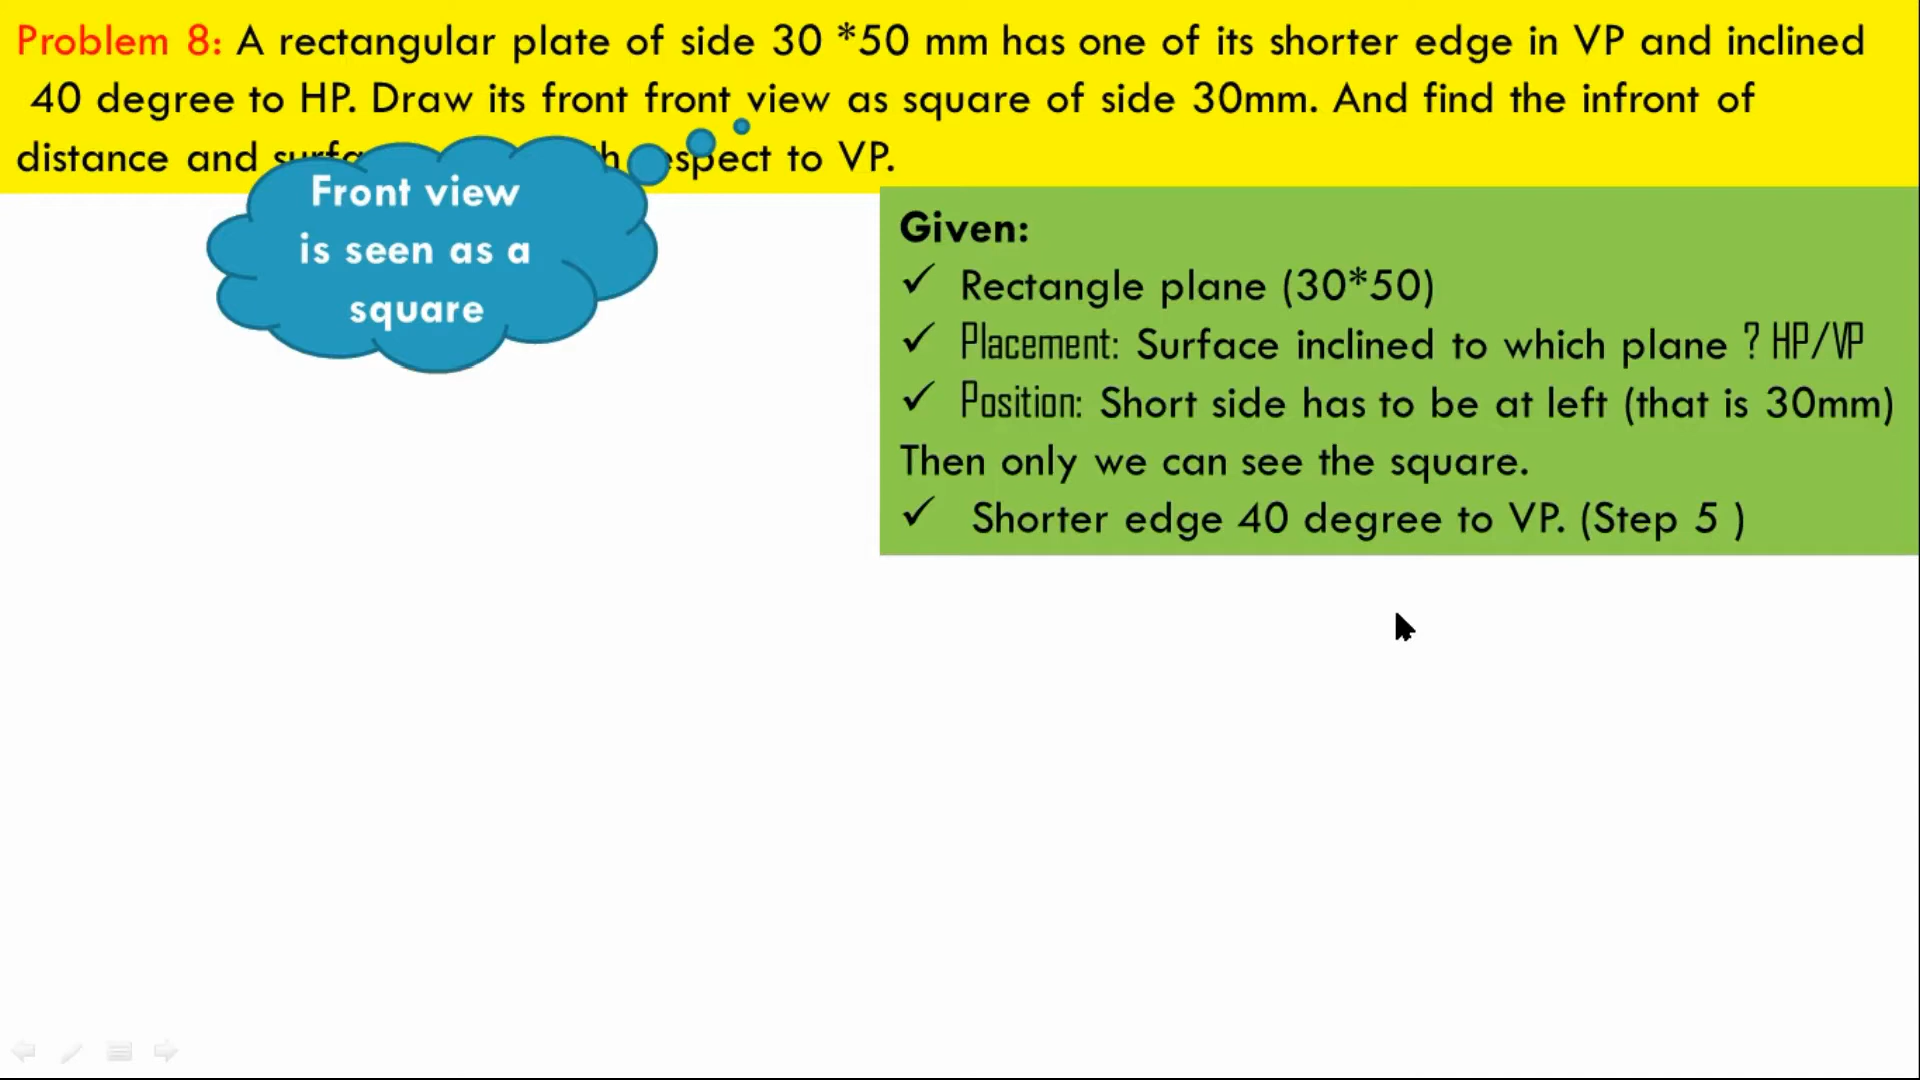 Problem 8: A rectangular plate of side 30 *50 mm has one of its shorter edge in VP and inclined
40 degree to HP. Draw its front front view as square of side 30mm. And find the infront of
distance and respect to VP.
Front view
is seen as a
square
Given:
✓ Rectangle plane (30*50)
✓ Placement: Surface inclined to which plane ? HP/VP
✓ Position: Short side has to be at left (that is 30mm)
Then only we can see the square.
✓ Shorter edge 40 degree to VP. (Step 5 )